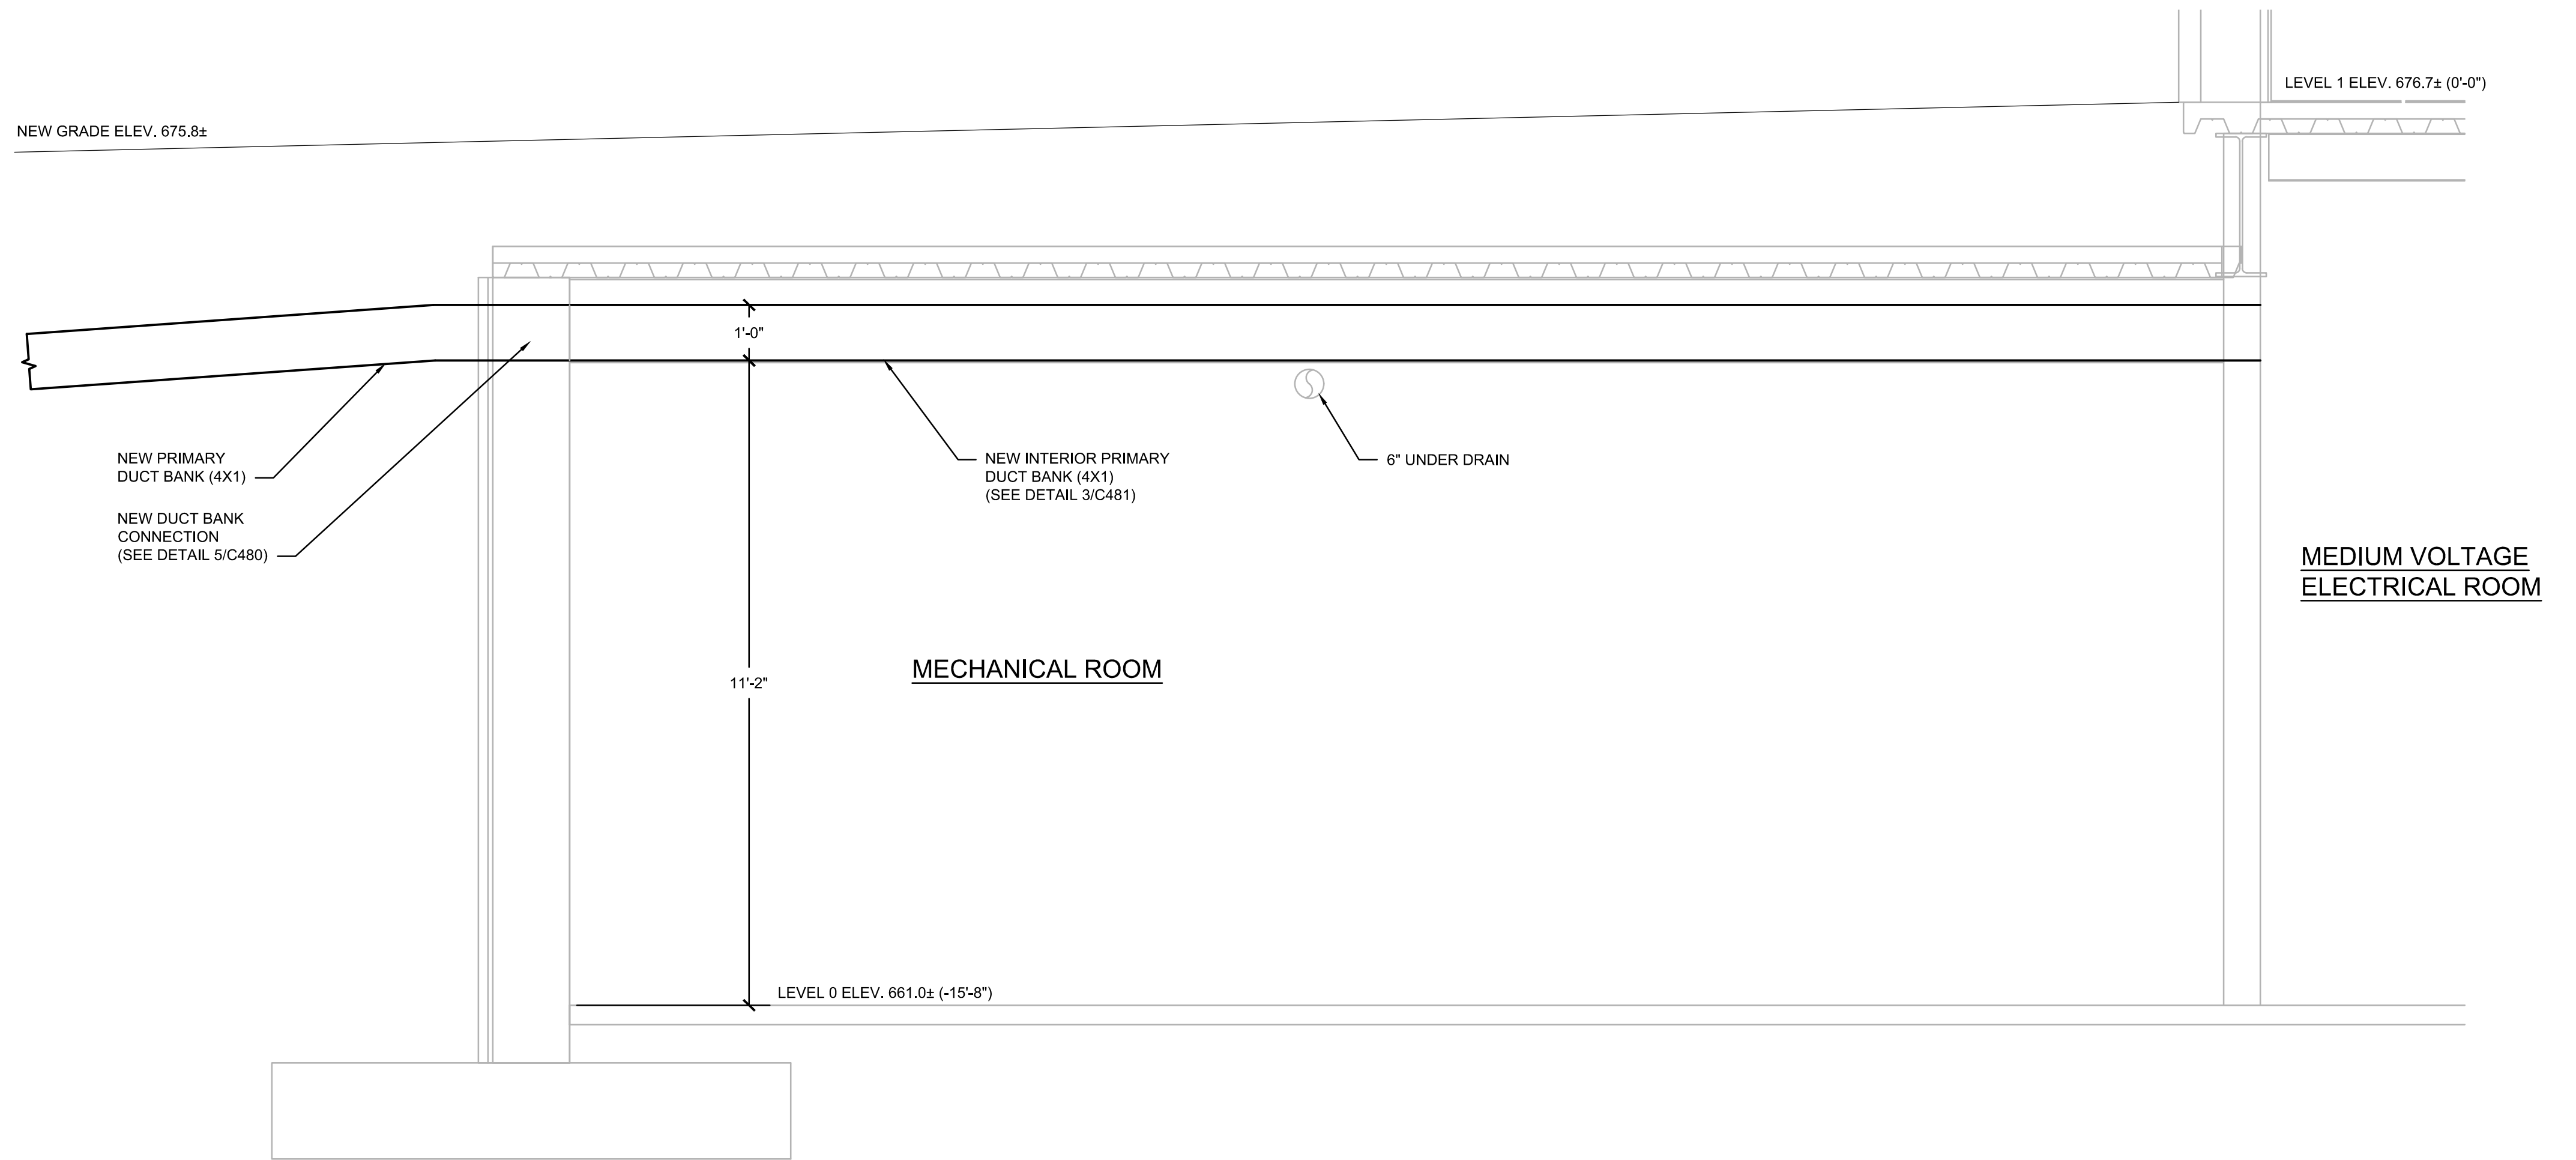 LEVEL 1 ELEV. 676.7± (0'-0")
NEW GRADE ELEV. 675.8±
1'-0"
NEW PRIMARY
DUCT BANK (4X1)
NEW DUCT BANK
CONNECTION
(SEE DETAIL 5/C480)
NEW INTERIOR PRIMARY
DUCT BANK (4X1)
(SEE DETAIL 3/C481)
6" UNDER DRAIN
MEDIUM VOLTAGE
ELECTRICAL ROOM
MECHANICAL ROOM
11'-2"
LEVEL 0 ELEV. 661.0± (-15'-8")